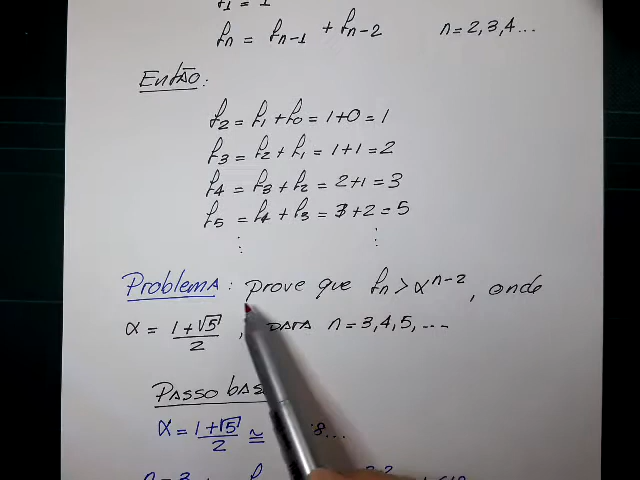 f1 = 1
fn = fn-1 + fn-2 n = 2,3,4...
Então:
f2 = f1 + f0 = 1+0 = 1
f3 = f2 + f1 = 1+1 = 2
f4 = f3 + f2 = 2+1 = 3
f5 = f4 + f3 = 3+2 = 5
⋮ ⋮
Problema: prove que fn > α^n-2, onde
α = (1+√5)/2, para n = 3,4,5,....
Passo bas
α = (1+√5)/2 ≅ 8...
n = 3